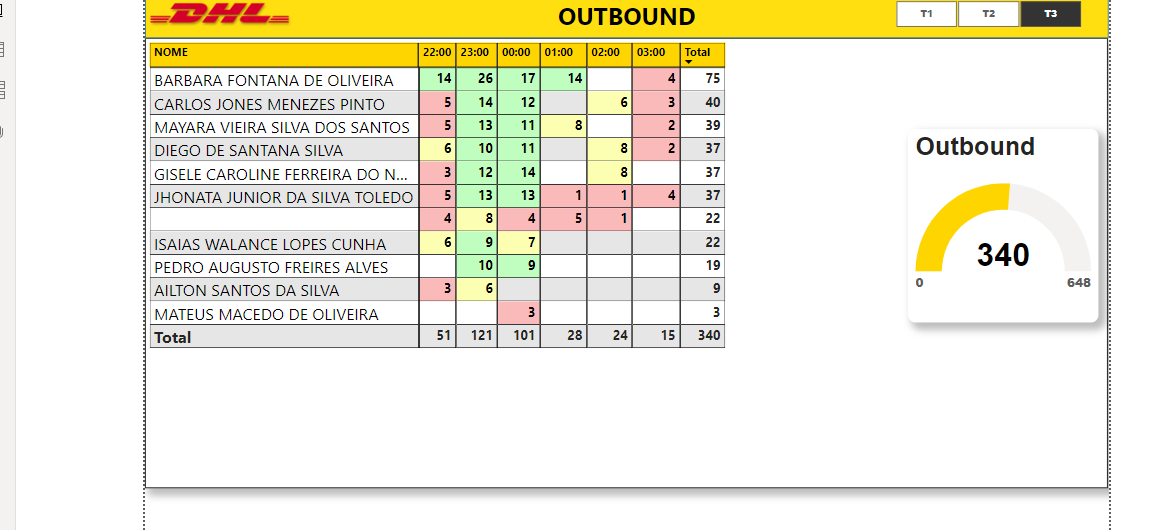 DHL OUTBOUND T1 T2 T3
NOME 22:00 23:00 00:00 01:00 02:00 03:00 Total
BARBARA FONTANA DE OLIVEIRA 14 26 17 14 4 75
CARLOS JONES MENEZES PINTO 5 14 12 6 3 40
MAYARA VIEIRA SILVA DOS SANTOS 5 13 11 8 2 39
DIEGO DE SANTANA SILVA 6 10 11 8 2 37
GISELE CAROLINE FERREIRA DO N... 3 12 14 8 37
JHONATA JUNIOR DA SILVA TOLEDO 5 13 13 1 1 4 37
4 8 4 5 1 22
ISAIAS WALANCE LOPES CUNHA 6 9 7 22
PEDRO AUGUSTO FREIRES ALVES 10 9 19
AILTON SANTOS DA SILVA 3 6 9
MATEUS MACEDO DE OLIVEIRA 3 3
Total 51 121 101 28 24 15 340
Outbound
340
0 648